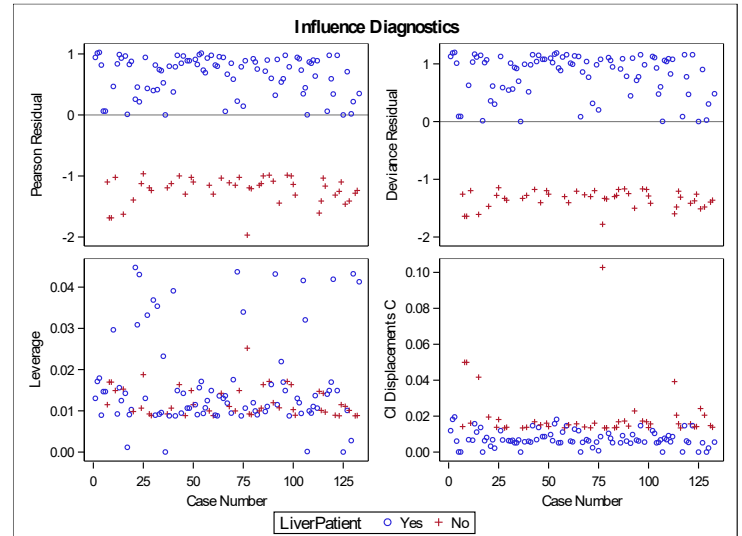 Influence Diagnostics
Pearson Residual
1
0
-1
-2
Deviance Residual
1
0
-1
-2
Leverage
0.04
0.03
0.02
0.01
0.00
0 25 50 75 100 125
Case Number
CI Displacements C
0.10
0.08
0.06
0.04
0.02
0.00
0 25 50 75 100 125
Case Number
LiverPatient Yes No